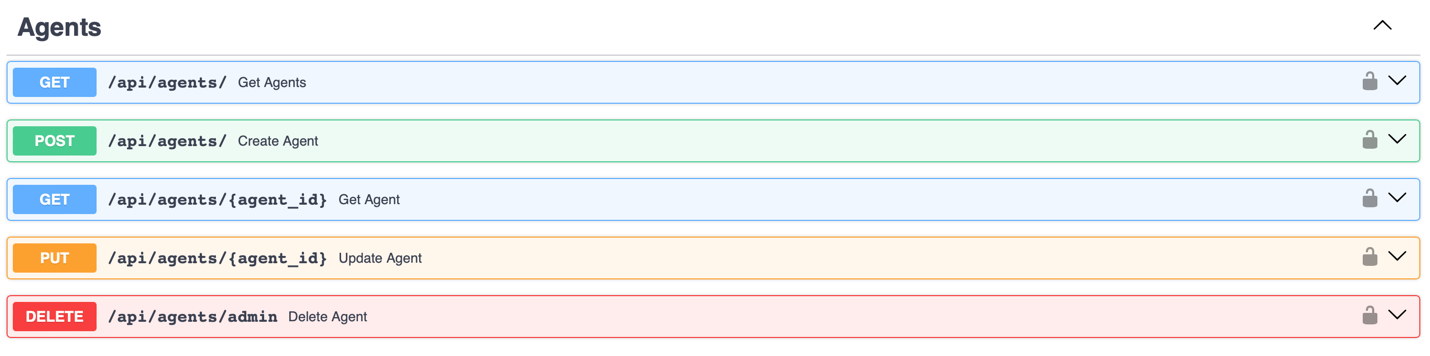 Agents
GET /api/agents/ Get Agents
POST /api/agents/ Create Agent
GET /api/agents/{agent_id} Get Agent
PUT /api/agents/{agent_id} Update Agent
DELETE /api/agents/admin Delete Agent